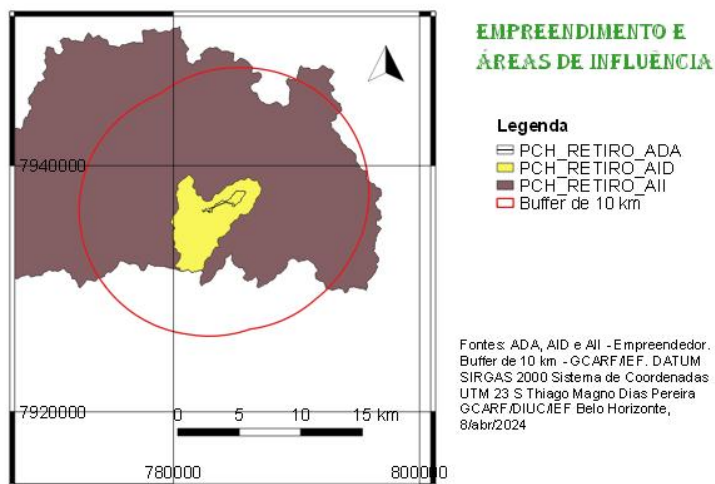 EMPREENDIMENTO E
ÁREAS DE INFLUÊNCIA
Legenda
PCH_RETIRO_ADA
PCH_RETIRO_AID
PCH_RETIRO_AII
Buffer de 10 km
7940000
7920000
0 5 10 15 km
780000 800000
Fontes: ADA, AID e AII - Empreendedor.
Buffer de 10 km - GCARF/IEF. DATUM
SIRGAS 2000 Sistema de Coordenadas
UTM 23 S Thiago Magno Dias Pereira
GCARF/DIUC/IEF Belo Horizonte,
8/abr/2024